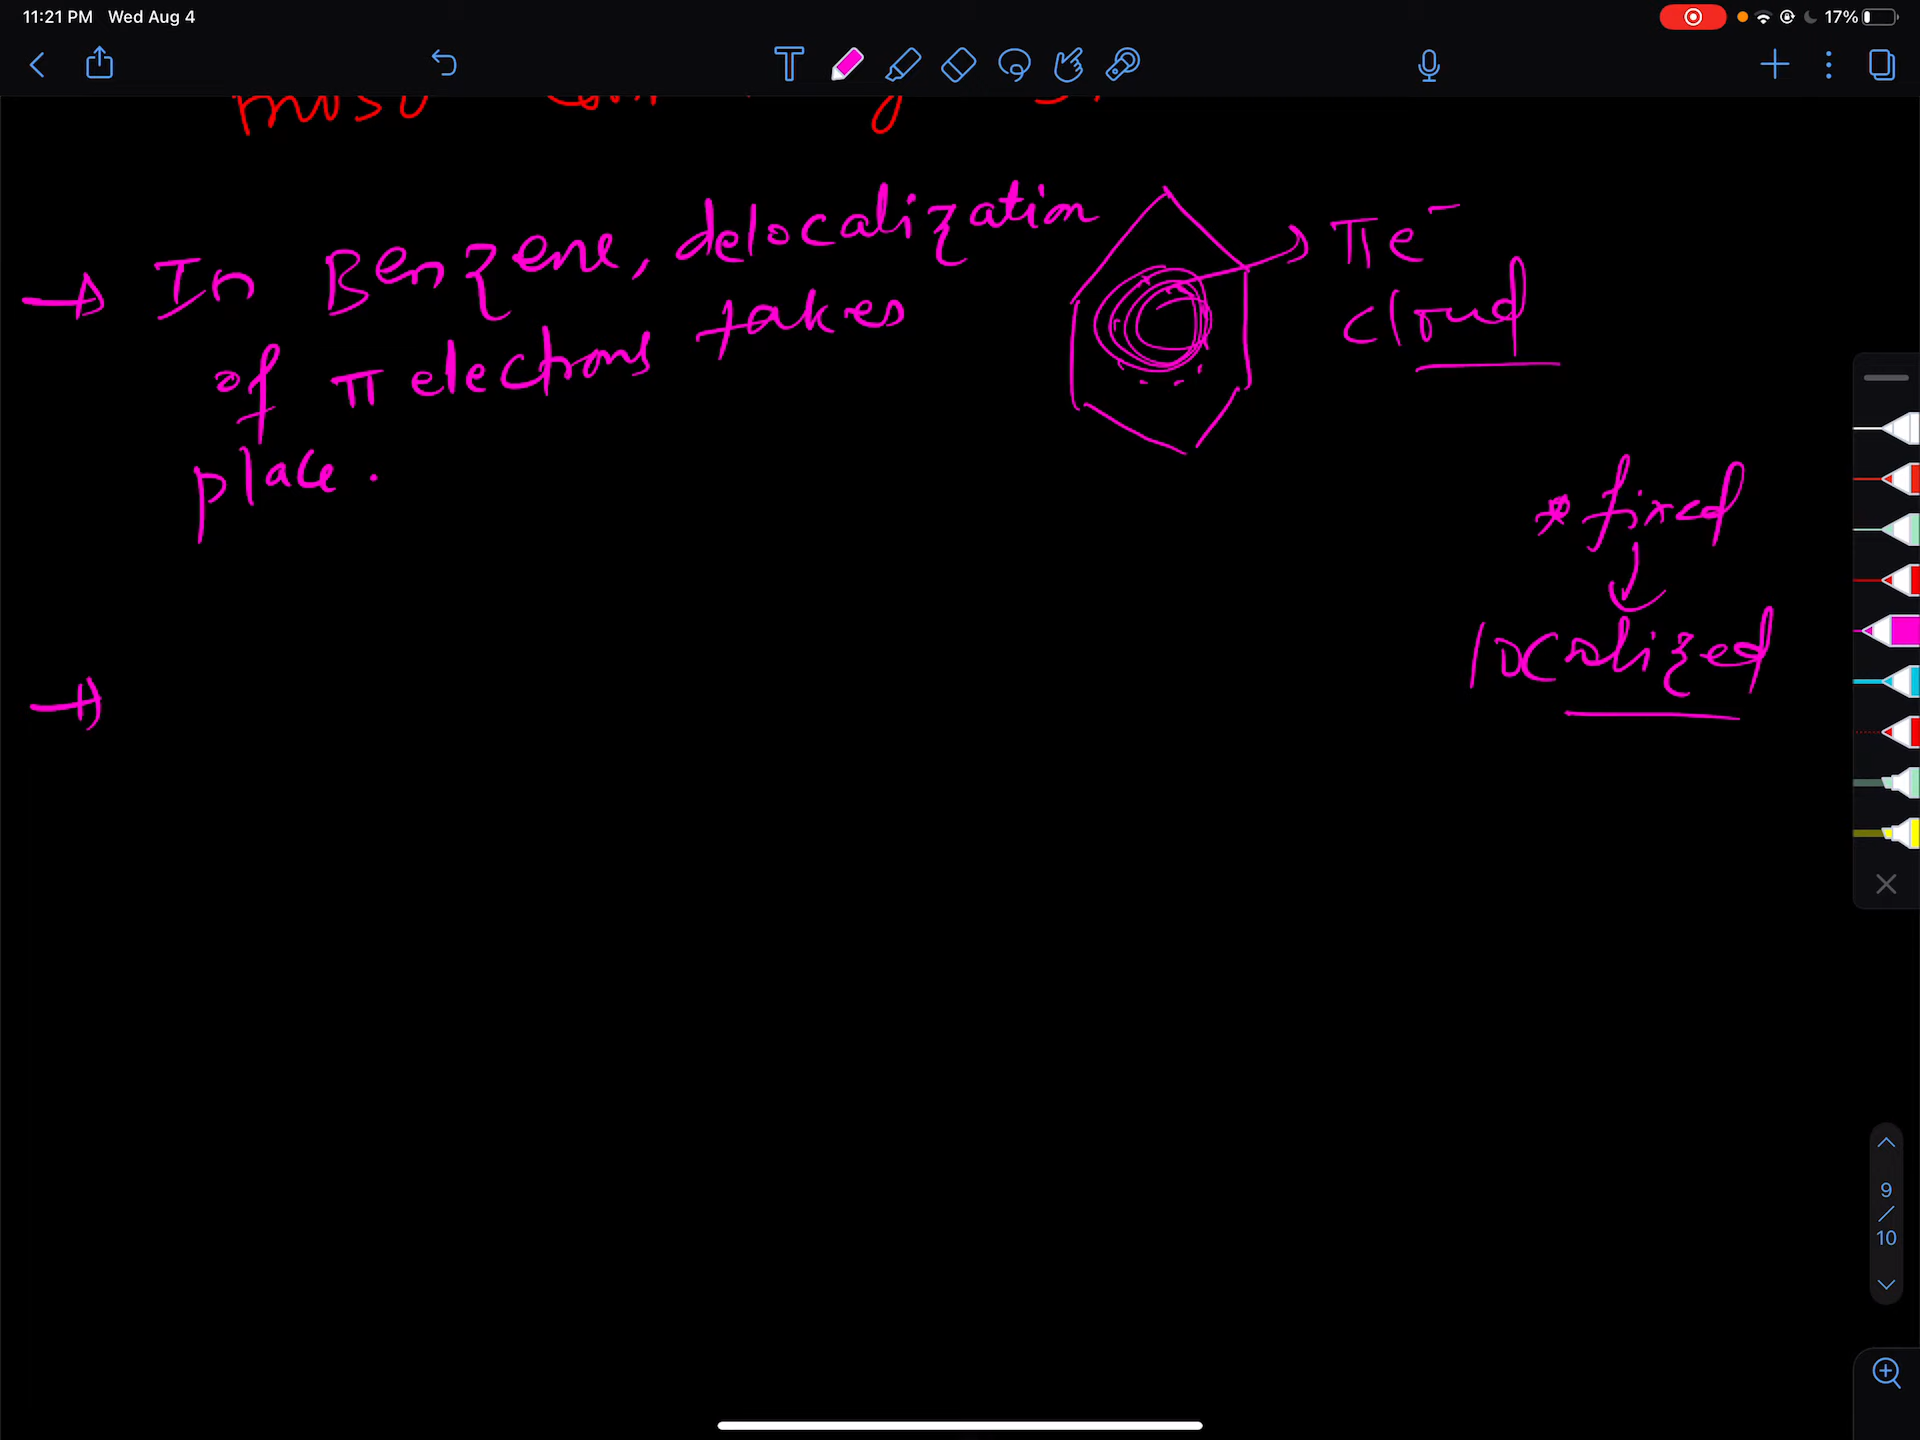 11:21 PM Wed Aug 4
17%
→ In Benzene, delocalization
of π electrons takes
place.
π e⁻
cloud
* fixed
↓
localized
→
9
/
10